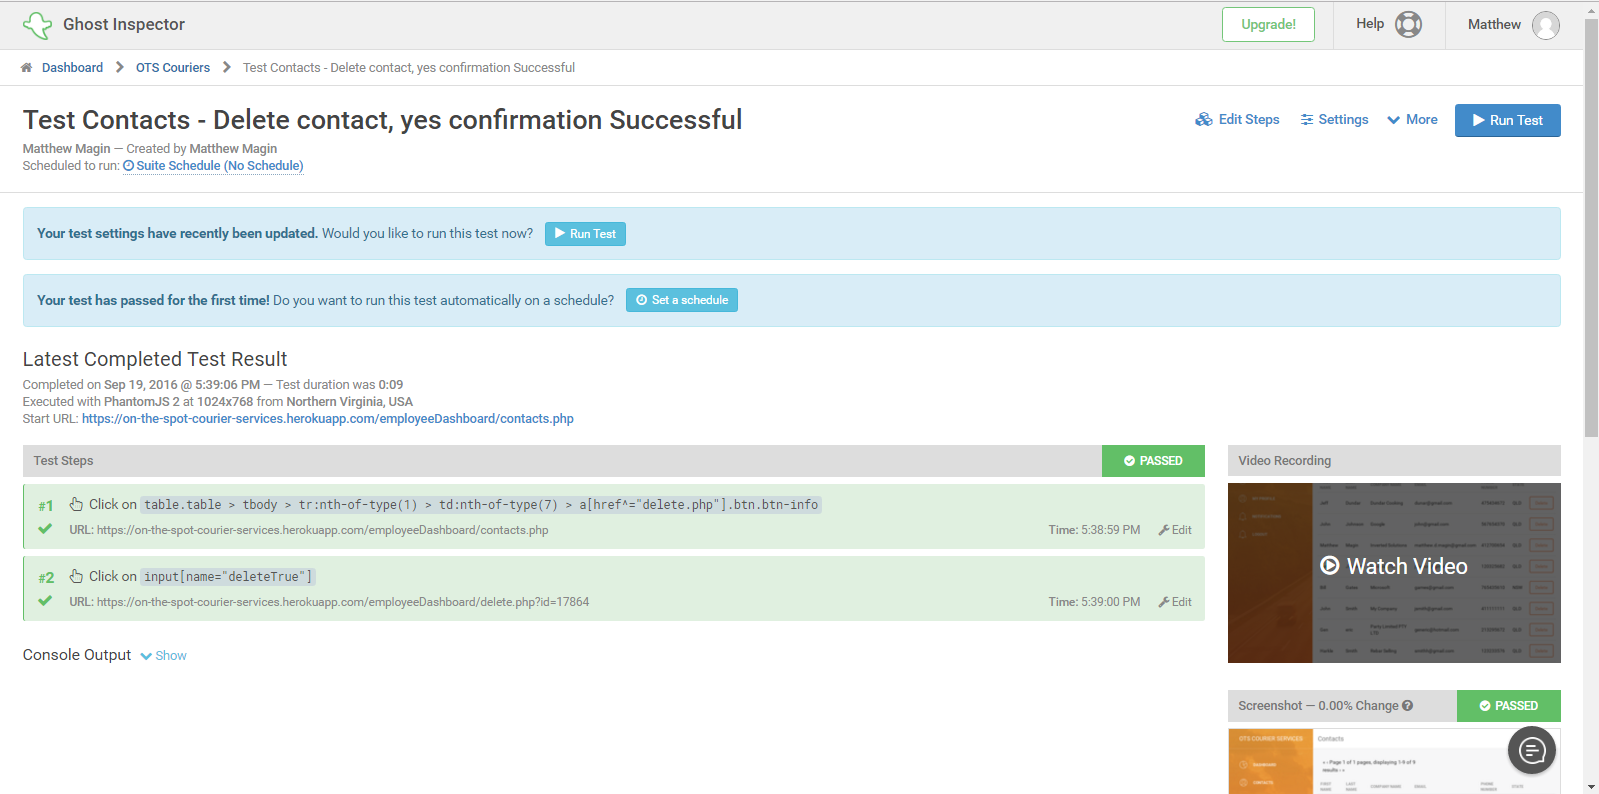 Ghost Inspector
Upgrade!
Help
Matthew
Dashboard > OTS Couriers > Test Contacts - Delete contact, yes confirmation Successful
Test Contacts - Delete contact, yes confirmation Successful
Edit Steps Settings More Run Test
Matthew Magin — Created by Matthew Magin
Scheduled to run: Suite Schedule (No Schedule)
Your test settings have recently been updated. Would you like to run this test now? Run Test
Your test has passed for the first time! Do you want to run this test automatically on a schedule? Set a schedule
Latest Completed Test Result
Completed on Sep 19, 2016 @ 5:39:06 PM — Test duration was 0:09
Executed with PhantomJS 2 at 1024x768 from Northern Virginia, USA
Start URL: https://on-the-spot-courier-services.herokuapp.com/employeeDashboard/contacts.php
Test Steps PASSED
#1 Click on table.table > tbody > tr:nth-of-type(1) > td:nth-of-type(7) > a[href^="delete.php"].btn.btn-info
URL: https://on-the-spot-courier-services.herokuapp.com/employeeDashboard/contacts.php Time: 5:38:59 PM Edit
#2 Click on input[name="deleteTrue"]
URL: https://on-the-spot-courier-services.herokuapp.com/employeeDashboard/delete.php?id=17864 Time: 5:39:00 PM Edit
Console Output Show
Video Recording
Watch Video
Screenshot — 0.00% Change PASSED
OTS COURIER SERVICES Contacts